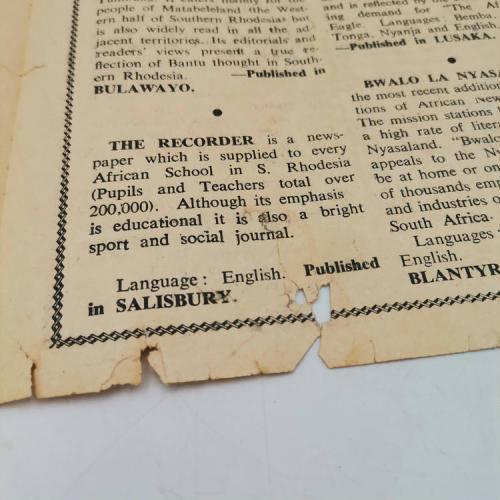 people of Matabeleland (the West-
ern half of Southern Rhodesia) but
is also widely read in all the ad-
jacent territories. Its editorials and
readers' views present a true re-
flection of Bantu thought in South-
ern Rhodesia. —Published in
BULAWAYO.
THE RECORDER is a news-
paper which is supplied to every
African School in S. Rhodesia
(Pupils and Teachers total over
200,000). Although its emphasis
is educational it is also a bright
sport and social journal.
Language: English. Published
in SALISBURY.
and is reflected by the
ing demand for "The Af
Eagle. Languages: Bemba,
Tonga, Nyanja and English.
—Published in LUSAKA.
BWALO LA NYAS
the most recent addition
tions of African New
The mission stations t
a high rate of liter
Nyasaland. "Bwalo
appeals to the Ny
be at home or on
of thousands em
and industries o
South Africa.
Languages:
English.
BLANTYR